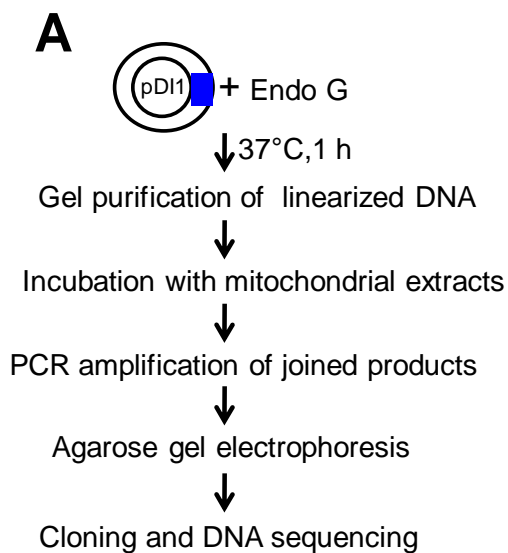 A
pDI1 + Endo G
37°C,1 h
Gel purification of linearized DNA
Incubation with mitochondrial extracts
PCR amplification of joined products
Agarose gel electrophoresis
Cloning and DNA sequencing